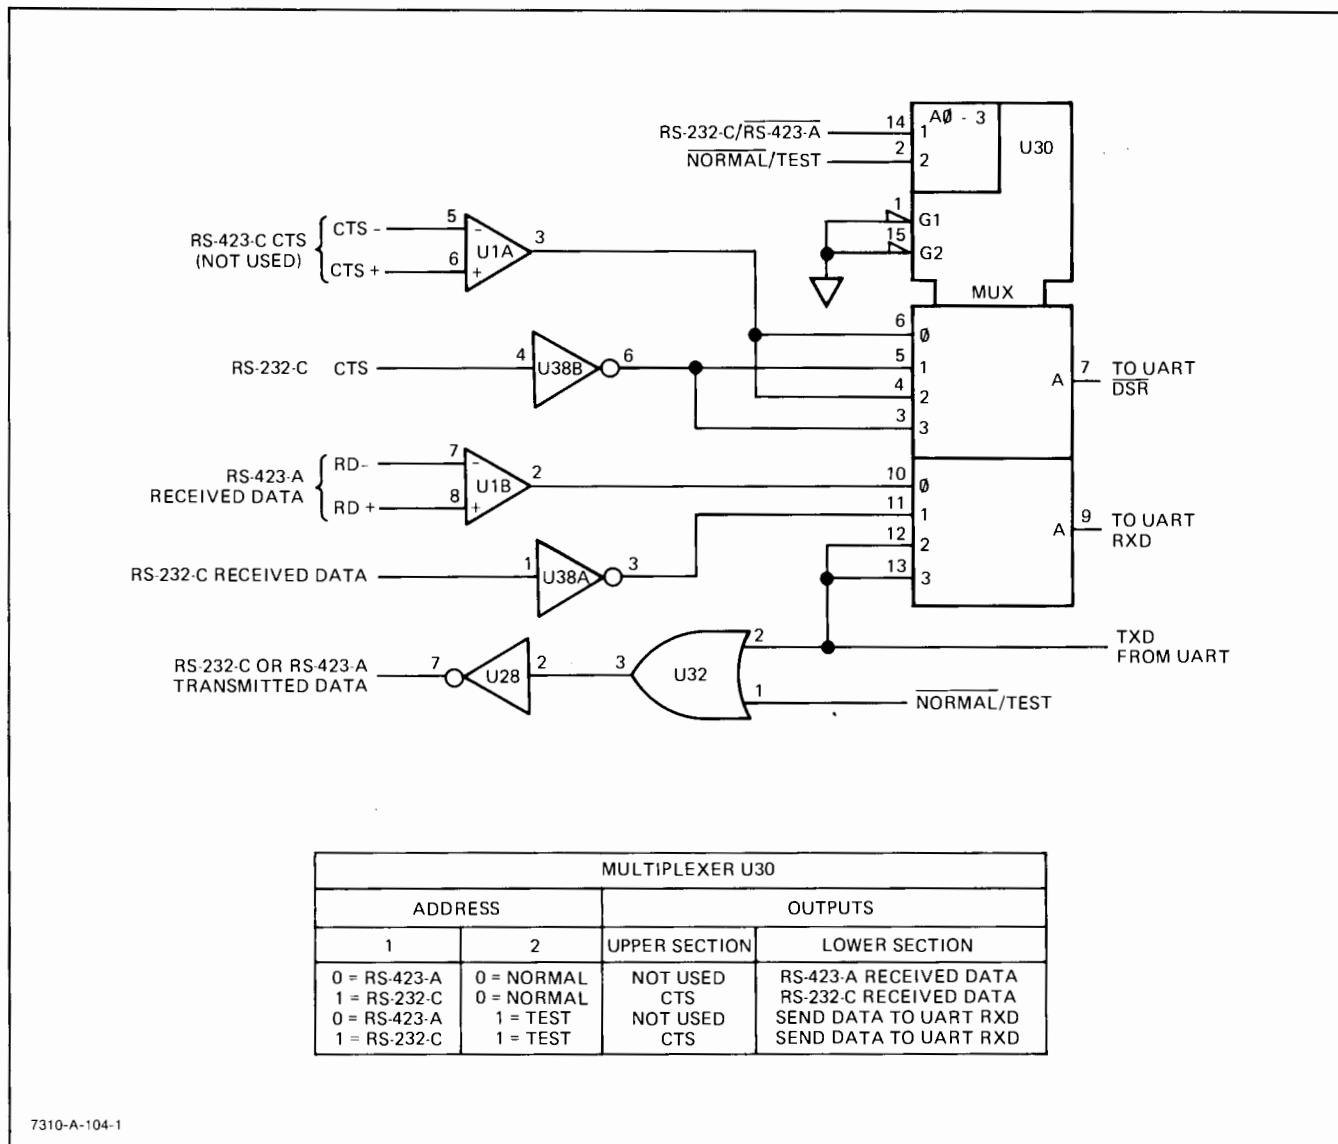 RS-232-C/RS-423-A 14 1 A0 - 3 U30
NORMAL/TEST 2 2
1 G1
15 G2
MUX
RS-423-C CTS
(NOT USED)
CTS - 5 -
CTS + 6 +
U1A 3
6 0
RS-232-C CTS 4 U38B 6
5 1
4 2
3 3
A 7 TO UART
DSR
RS-423-A
RECEIVED DATA
RD- 7 -
RD + 8 +
U1B 2
10 0
11 1
12 2
13 3
A 9 TO UART
RXD
RS-232-C RECEIVED DATA 1 U38A 3
RS-232-C OR RS-423-A
TRANSMITTED DATA
7 U28 2 3 U32 2
TXD
FROM UART
1 NORMAL/TEST
MULTIPLEXER U30
ADDRESS OUTPUTS
1 2 UPPER SECTION LOWER SECTION
0 = RS-423-A 0 = NORMAL NOT USED RS-423-A RECEIVED DATA
1 = RS-232-C 0 = NORMAL CTS RS-232-C RECEIVED DATA
0 = RS-423-A 1 = TEST NOT USED SEND DATA TO UART RXD
1 = RS-232-C 1 = TEST CTS SEND DATA TO UART RXD
7310-A-104-1